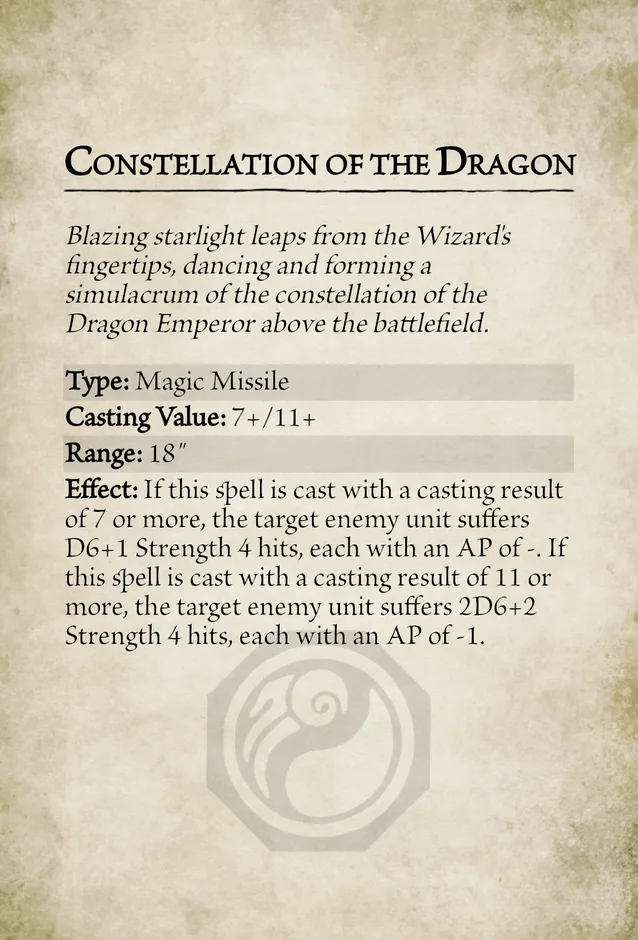 Constellation of the Dragon
Blazing starlight leaps from the Wizard's
fingertips, dancing and forming a
simulacrum of the constellation of the
Dragon Emperor above the battlefield.
Type: Magic Missile
Casting Value: 7+/11+
Range: 18"
Effect: If this spell is cast with a casting result
of 7 or more, the target enemy unit suffers
D6+1 Strength 4 hits, each with an AP of -. If
this spell is cast with a casting result of 11 or
more, the target enemy unit suffers 2D6+2
Strength 4 hits, each with an AP of -1.